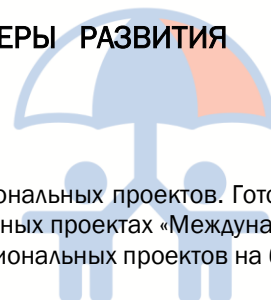 ЕРЫ РАЗВИТИЯ
ональных проектов. Гото
ных проектах «Междуна
иональных проектов на